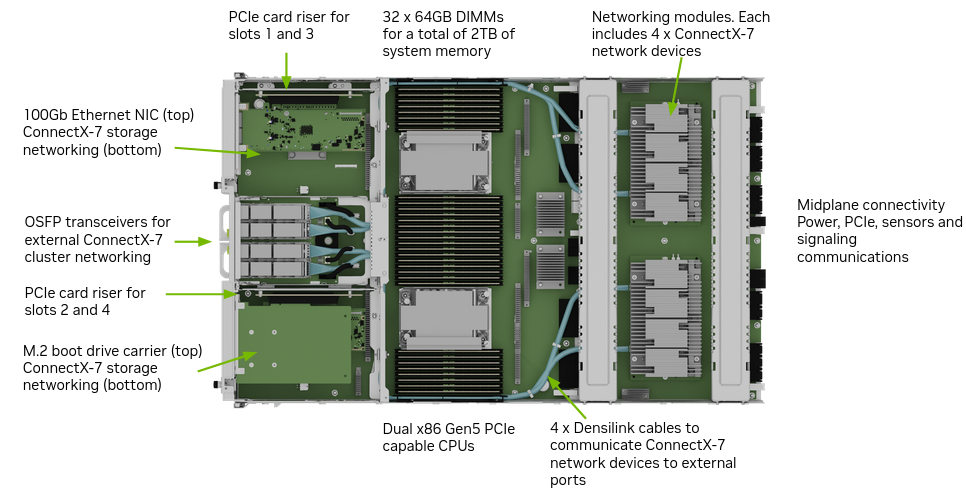 PCIe card riser for
slots 1 and 3
32 x 64GB DIMMs
for a total of 2TB of
system memory
Networking modules. Each
includes 4 x ConnectX-7
network devices
100Gb Ethernet NIC (top)
ConnectX-7 storage
networking (bottom)
OSFP transceivers for
external ConnectX-7
cluster networking
PCIe card riser for
slots 2 and 4
M.2 boot drive carrier (top)
ConnectX-7 storage
networking (bottom)
Midplane connectivity
Power, PCIe, sensors and
signaling
communications
Dual x86 Gen5 PCIe
capable CPUs
4 x Densilink cables to
communicate ConnectX-7
network devices to external
ports